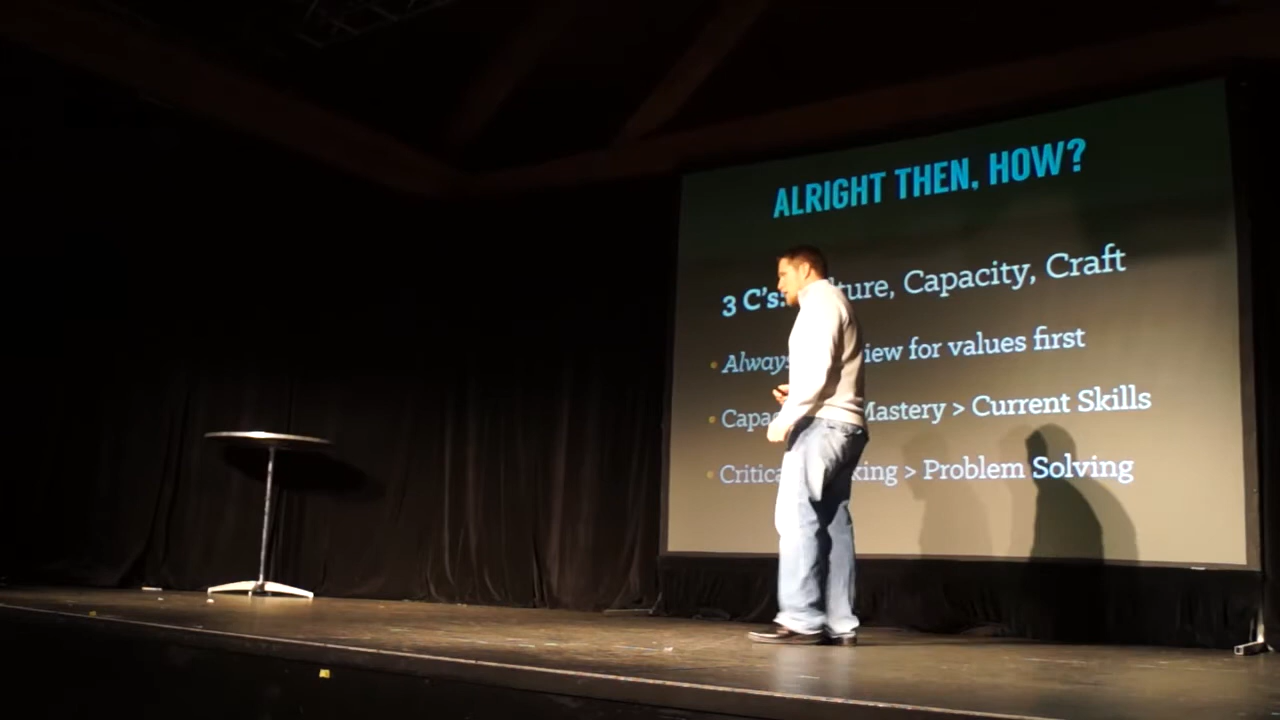 ALRIGHT THEN, HOW?
3 C's: ture, Capacity, Craft
Always iew for values first
Capa Mastery > Current Skills
Critica king > Problem Solving